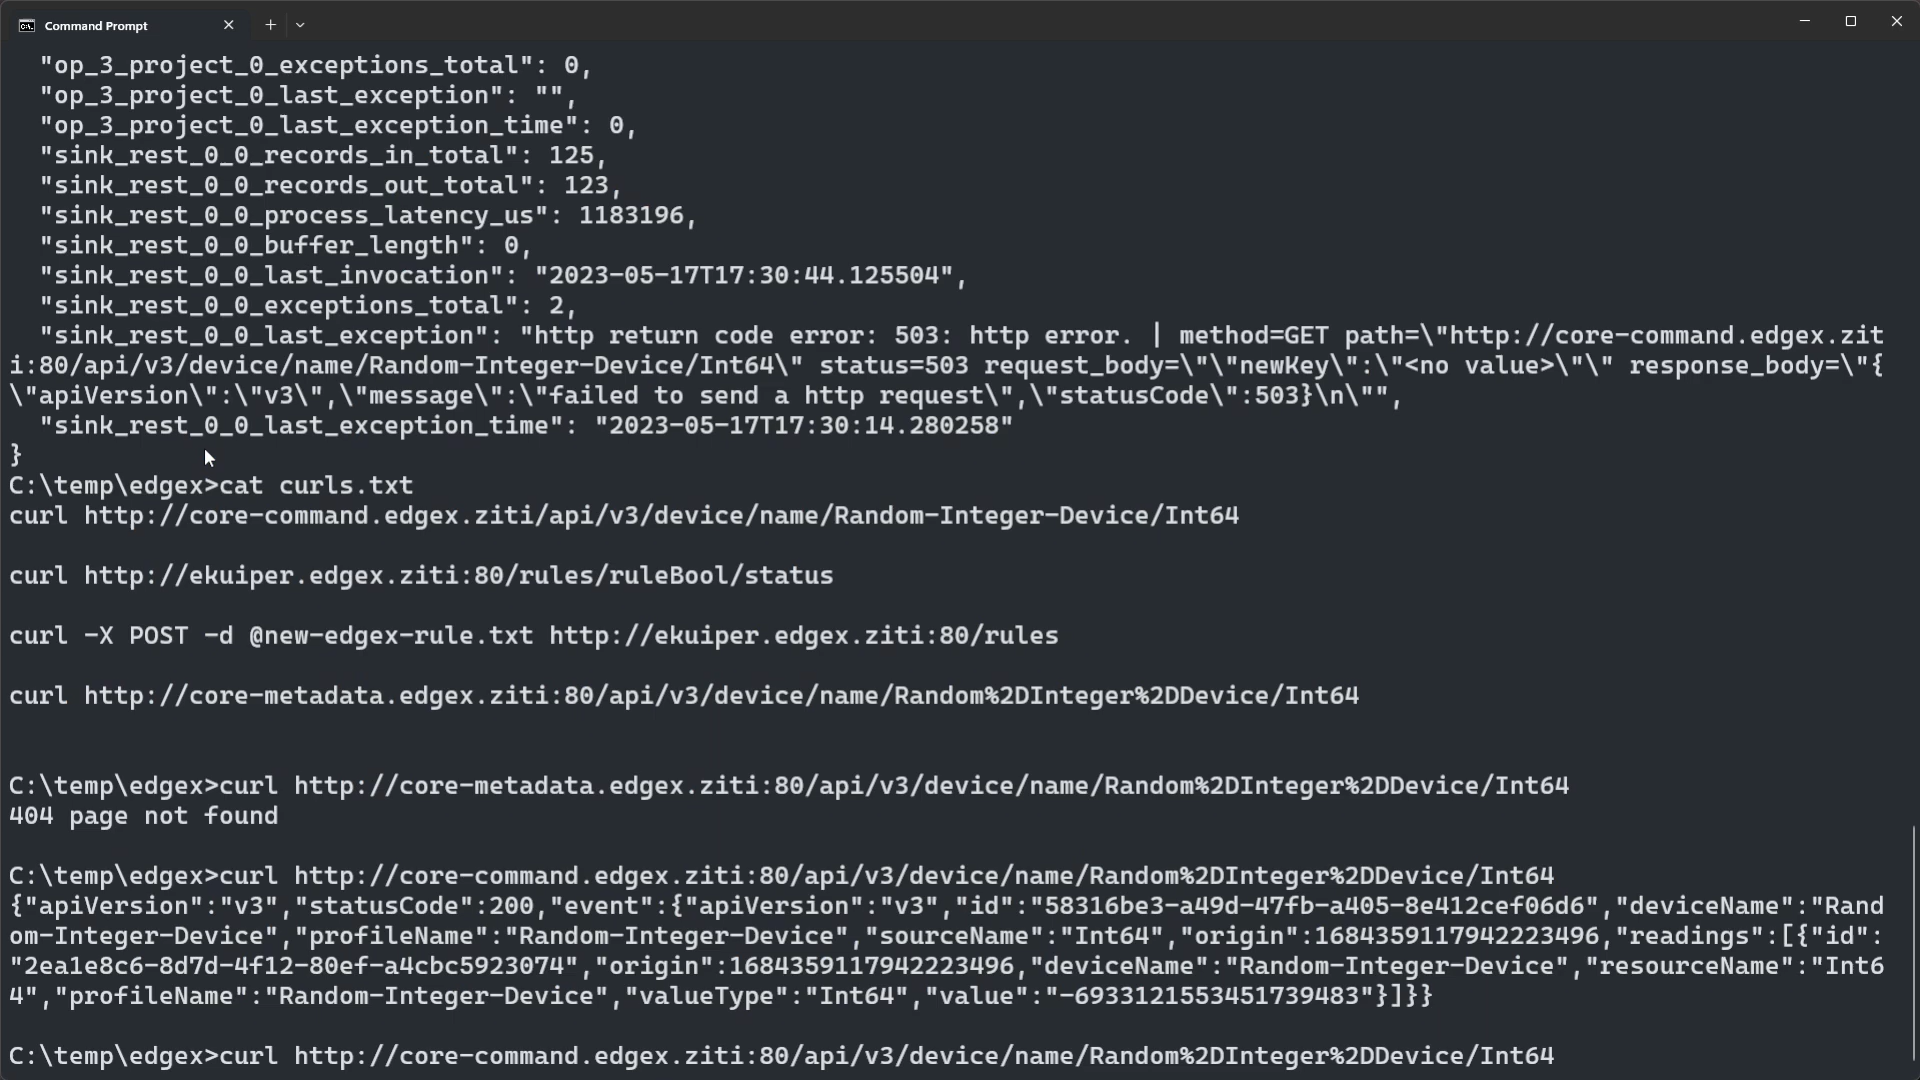 Command Prompt
"op_3_project_0_exceptions_total": 0,
"op_3_project_0_last_exception": "",
"op_3_project_0_last_exception_time": 0,
"sink_rest_0_0_records_in_total": 125,
"sink_rest_0_0_records_out_total": 123,
"sink_rest_0_0_process_latency_us": 1183196,
"sink_rest_0_0_buffer_length": 0,
"sink_rest_0_0_last_invocation": "2023-05-17T17:30:44.125504",
"sink_rest_0_0_exceptions_total": 2,
"sink_rest_0_0_last_exception": "http return code error: 503: http error. | method=GET path=\"http://core-command.edgex.zit
i:80/api/v3/device/name/Random-Integer-Device/Int64\" status=503 request_body=\"\"newKey\":\"<no value>\"\" response_body=\"{
\"apiVersion\":\"v3\",\"message\":\"failed to send a http request\",\"statusCode\":503}\n\"",
"sink_rest_0_0_last_exception_time": "2023-05-17T17:30:14.280258"
}
C:\temp\edgex>cat curls.txt
curl http://core-command.edgex.ziti/api/v3/device/name/Random-Integer-Device/Int64
curl http://ekuiper.edgex.ziti:80/rules/ruleBool/status
curl -X POST -d @new-edgex-rule.txt http://ekuiper.edgex.ziti:80/rules
curl http://core-metadata.edgex.ziti:80/api/v3/device/name/Random%2DInteger%2DDevice/Int64
C:\temp\edgex>curl http://core-metadata.edgex.ziti:80/api/v3/device/name/Random%2DInteger%2DDevice/Int64
404 page not found
C:\temp\edgex>curl http://core-command.edgex.ziti:80/api/v3/device/name/Random%2DInteger%2DDevice/Int64
{"apiVersion":"v3","statusCode":200,"event":{"apiVersion":"v3","id":"58316be3-a49d-47fb-a405-8e412cef06d6","deviceName":"Rand
om-Integer-Device","profileName":"Random-Integer-Device","sourceName":"Int64","origin":1684359117942223496,"readings":[{"id":
"2ea1e8c6-8d7d-4f12-80ef-a4cbc5923074","origin":1684359117942223496,"deviceName":"Random-Integer-Device","resourceName":"Int6
4","profileName":"Random-Integer-Device","valueType":"Int64","value":"-6933121553451739483"}]}}
C:\temp\edgex>curl http://core-command.edgex.ziti:80/api/v3/device/name/Random%2DInteger%2DDevice/Int64